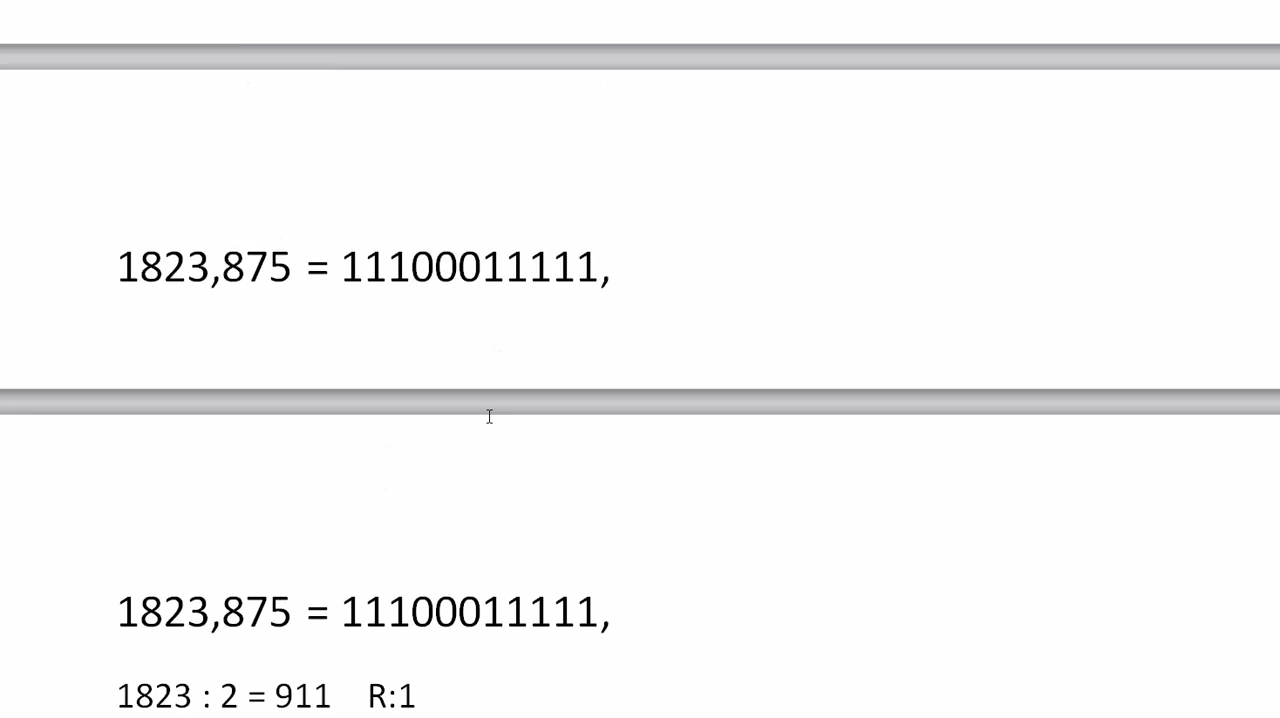 1823,875 = 11100011111,
1823,875 = 11100011111,
1823 : 2 = 911 R:1